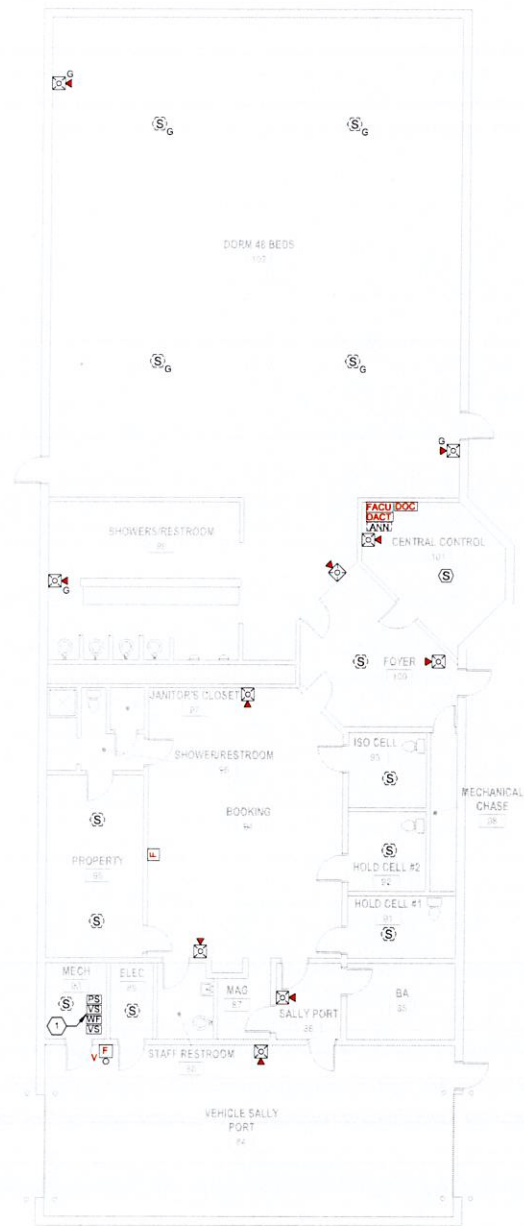 G
S G
S G
DORM 48 BEDS
S G
S G
G
FACU DOC
DACT
ANN
SHOWERS/RESTROOM
CENTRAL CONTROL
S
G
S
FOYER
JANITOR'S CLOSET
SHOWER/RESTROOM
ISO CELL
S
BOOKING
MECHANICAL
CHASE
S
F
PROPERTY
S
HOLD CELL #2
92
HOLD CELL #1
91
S
S
MECH
ELEC
PS
VS
WF
VS
S
S
1
MAG
SALLY PORT
BA
V
F
STAFF RESTROOM
VEHICLE SALLY
PORT